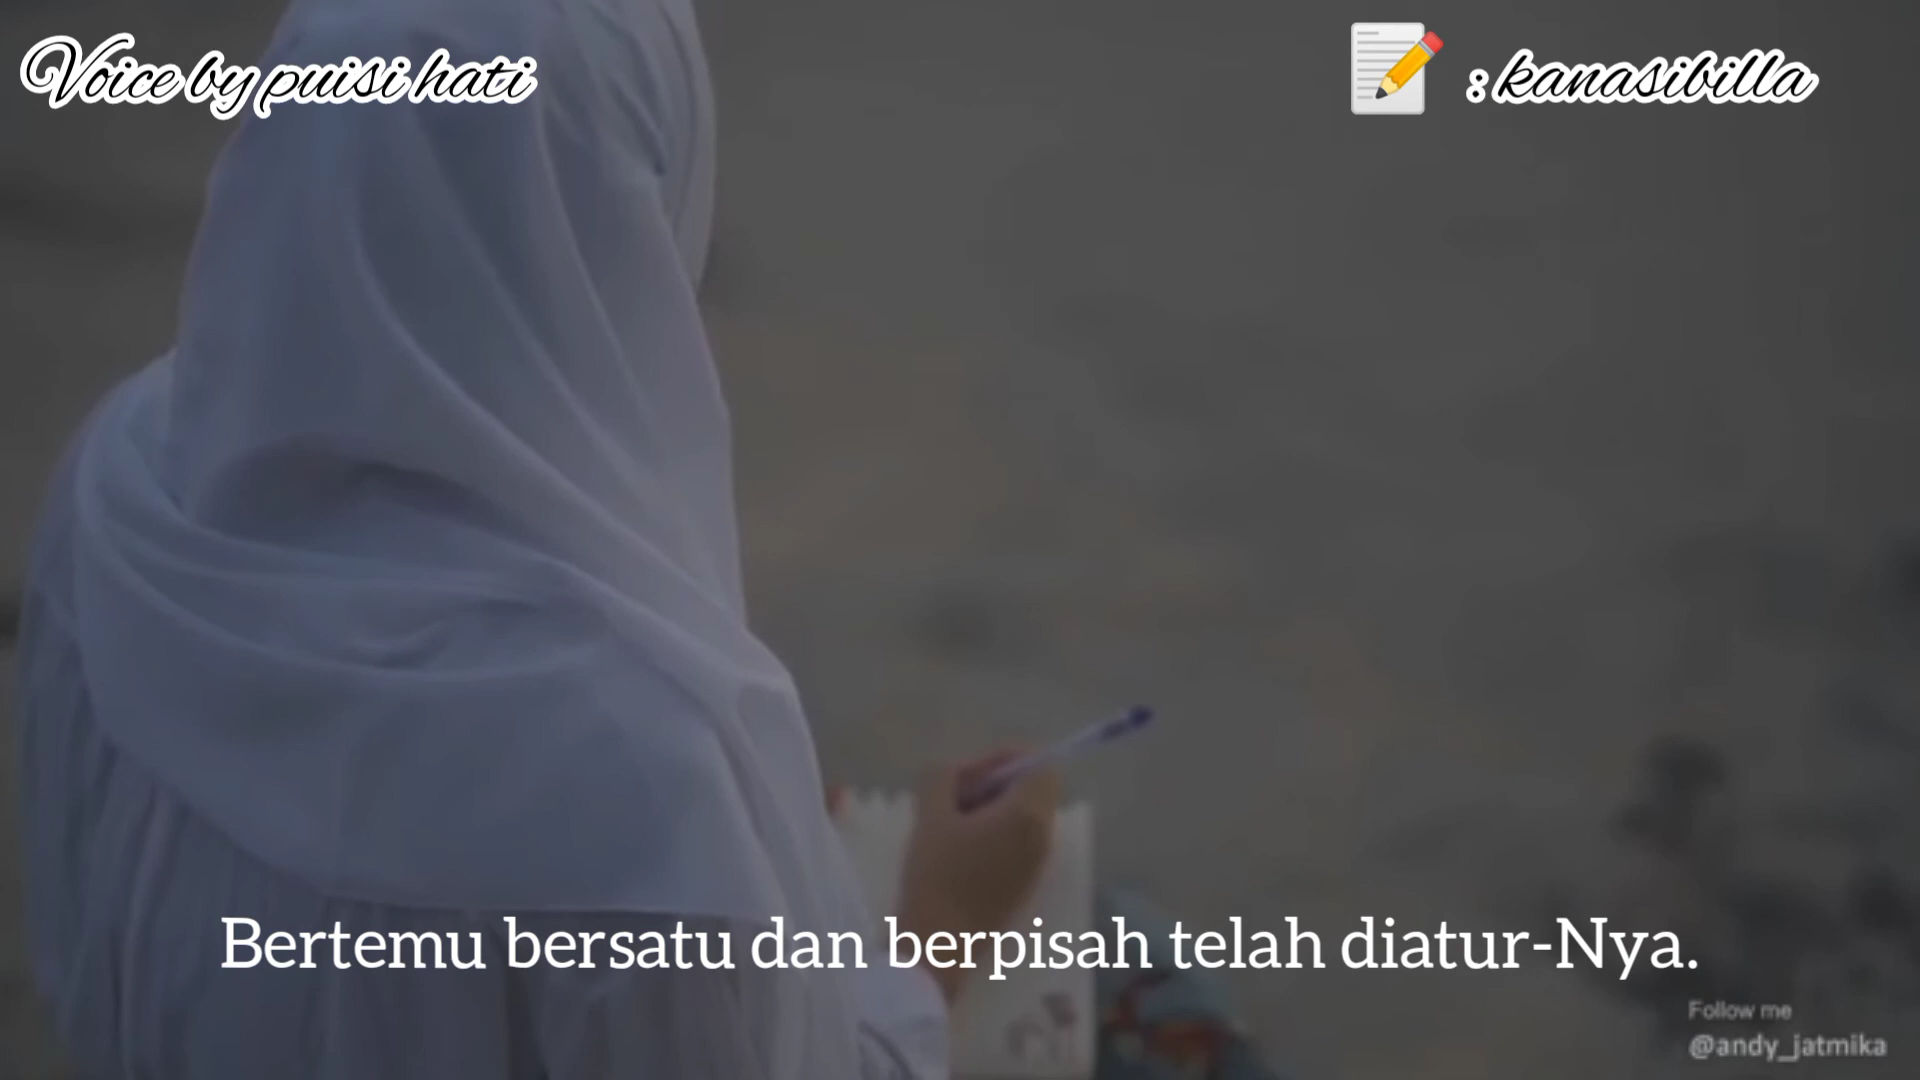 Voice by puisi hati
: kanasibilla
Bertemu bersatu dan berpisah telah diatur-Nya.
Follow me
@andy_jatmika